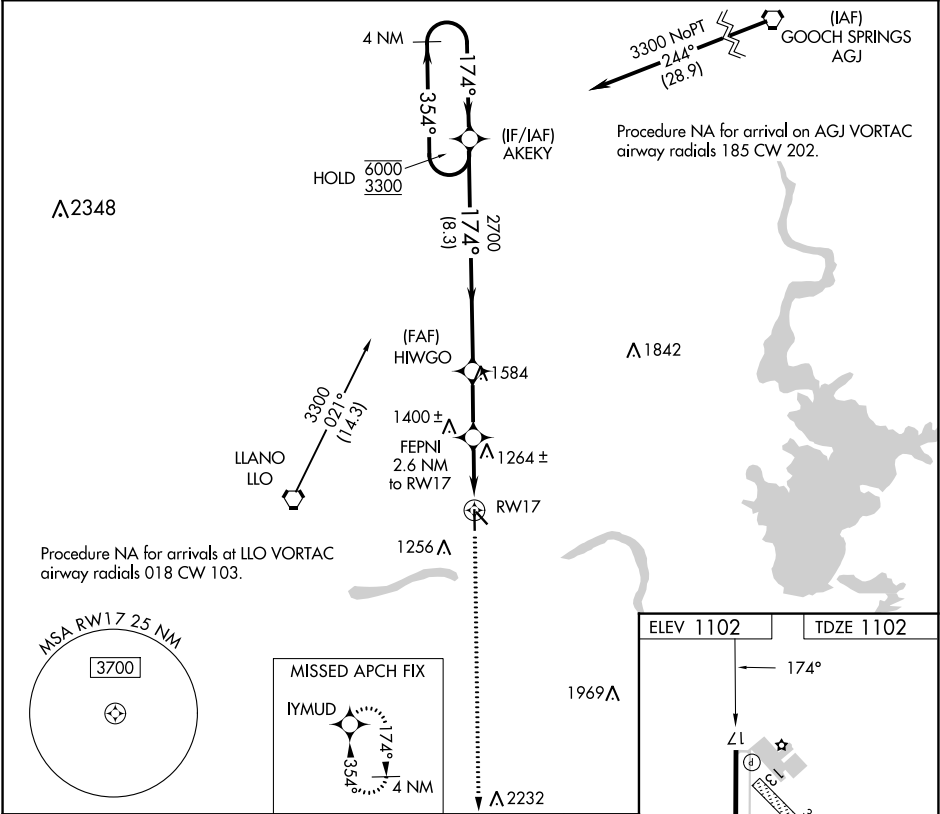 4 NM
174°
354°
(IF/IAF)
AKEKY
HOLD
6000
3300
3300 NoPT
244°
(28.9)
(IAF)
GOOCH SPRINGS
AGJ
Procedure NA for arrival on AGJ VORTAC
airway radials 185 CW 202.
2348
2700
174°
(8.3)
(FAF)
HIWGO
1584
1842
3300
021°
(14.3)
LLANO
LLO
1400 ±
FEPNI
2.6 NM
to RW17
1264 ±
RW17
1256
Procedure NA for arrivals at LLO VORTAC
airway radials 018 CW 103.
MSA RW17 25 NM
3700
MISSED APCH FIX
IYMUD
174°
354°
4 NM
1969
2232
ELEV 1102
TDZE 1102
174°
17
P
13